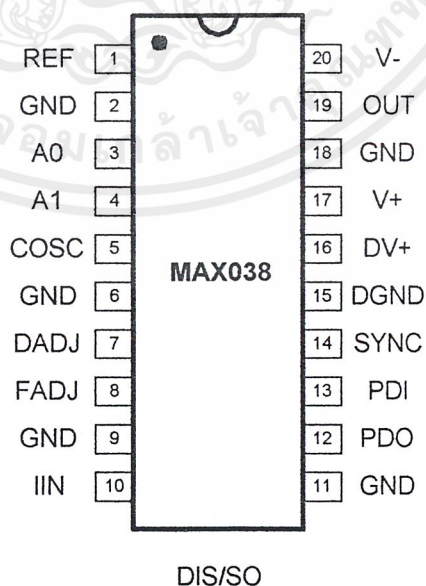 REF 1
GND 2
A0 3
A1 4
COSC 5
GND 6
DADJ 7
FADJ 8
GND 9
IIN 10
MAX038
20 V-
19 OUT
18 GND
17 V+
16 DV+
15 DGND
14 SYNC
13 PDI
12 PDO
11 GND
DIS/SO